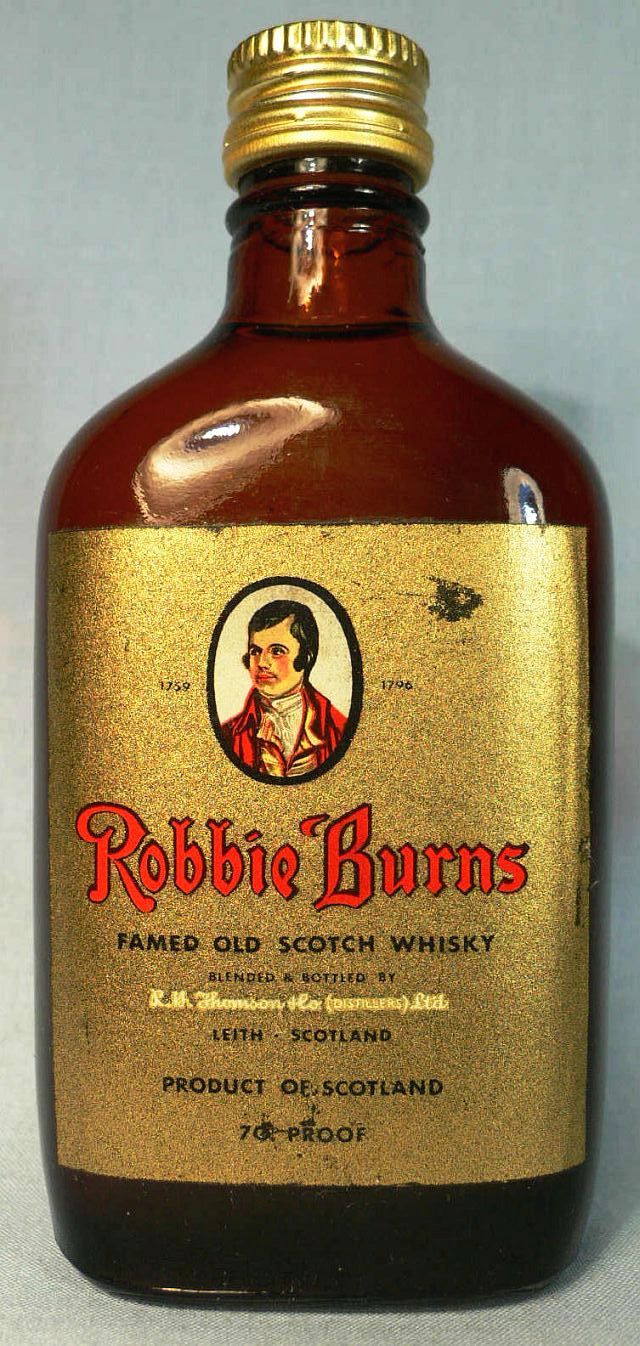 1759 1796
Robbie Burns
FAMED OLD SCOTCH WHISKY
BLENDED & BOTTLED BY
Thomson & Co (DISTILLERS) Ltd
LEITH - SCOTLAND
PRODUCT OF SCOTLAND
70° PROOF